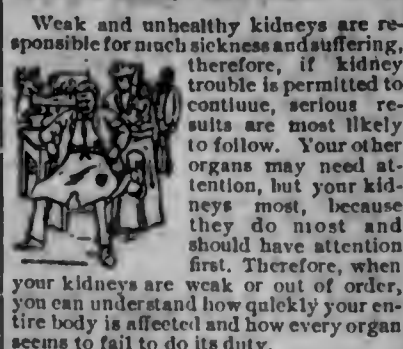 Weak and unhealthy kidneys are re-
sponsible for much sickness and suffering,
therefore, if kidney
trouble is permitted to
continue, serious re-
sults are most likely
to follow. Your other
organs may need at-
tention, but your kid-
neys most, because
they do most and
should have attention
first. Therefore, when
your kidneys are weak or out of order,
you can understand how quickly your en-
tire body is affected and how every organ
seems to fail to do its duty.